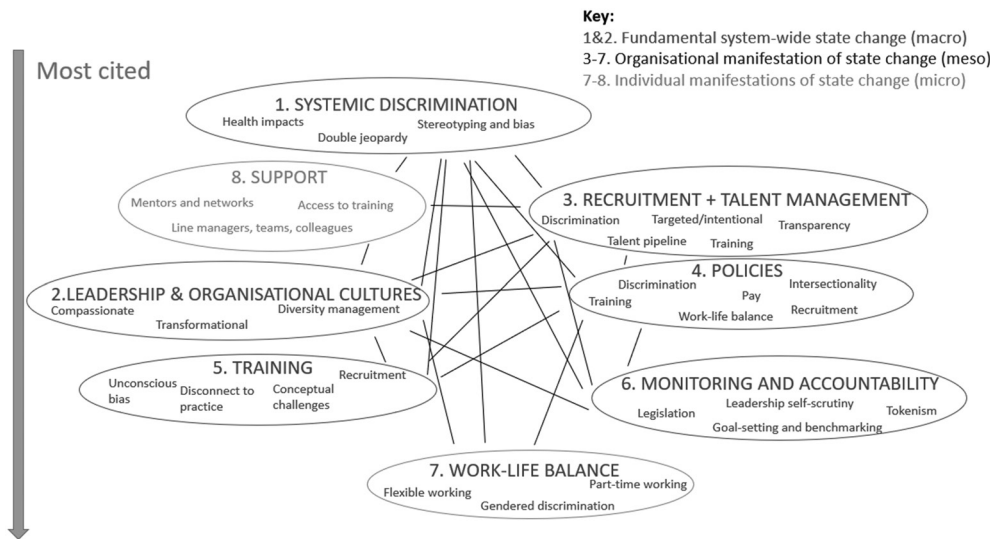 Key:
1&2. Fundamental system-wide state change (macro)
3-7. Organisational manifestation of state change (meso)
7-8. Individual manifestations of state change (micro)
Most cited
1. SYSTEMIC DISCRIMINATION
Health impacts
Stereotyping and bias
Double jeopardy
8. SUPPORT
Mentors and networks
Access to training
Line managers, teams, colleagues
3. RECRUITMENT + TALENT MANAGEMENT
Discrimination
Targeted/intentional
Transparency
Talent pipeline
Training
2.LEADERSHIP & ORGANISATIONAL CULTURES
Compassionate
Diversity management
Transformational
4. POLICIES
Discrimination
Intersectionality
Training
Pay
Work-life balance
Recruitment
5. TRAINING
Recruitment
Unconscious
bias
Disconnect to
practice
Conceptual
challenges
6. MONITORING AND ACCOUNTABILITY
Legislation
Leadership self-scrutiny
Tokenism
Goal-setting and benchmarking
7. WORK-LIFE BALANCE
Flexible working
Part-time working
Gendered discrimination